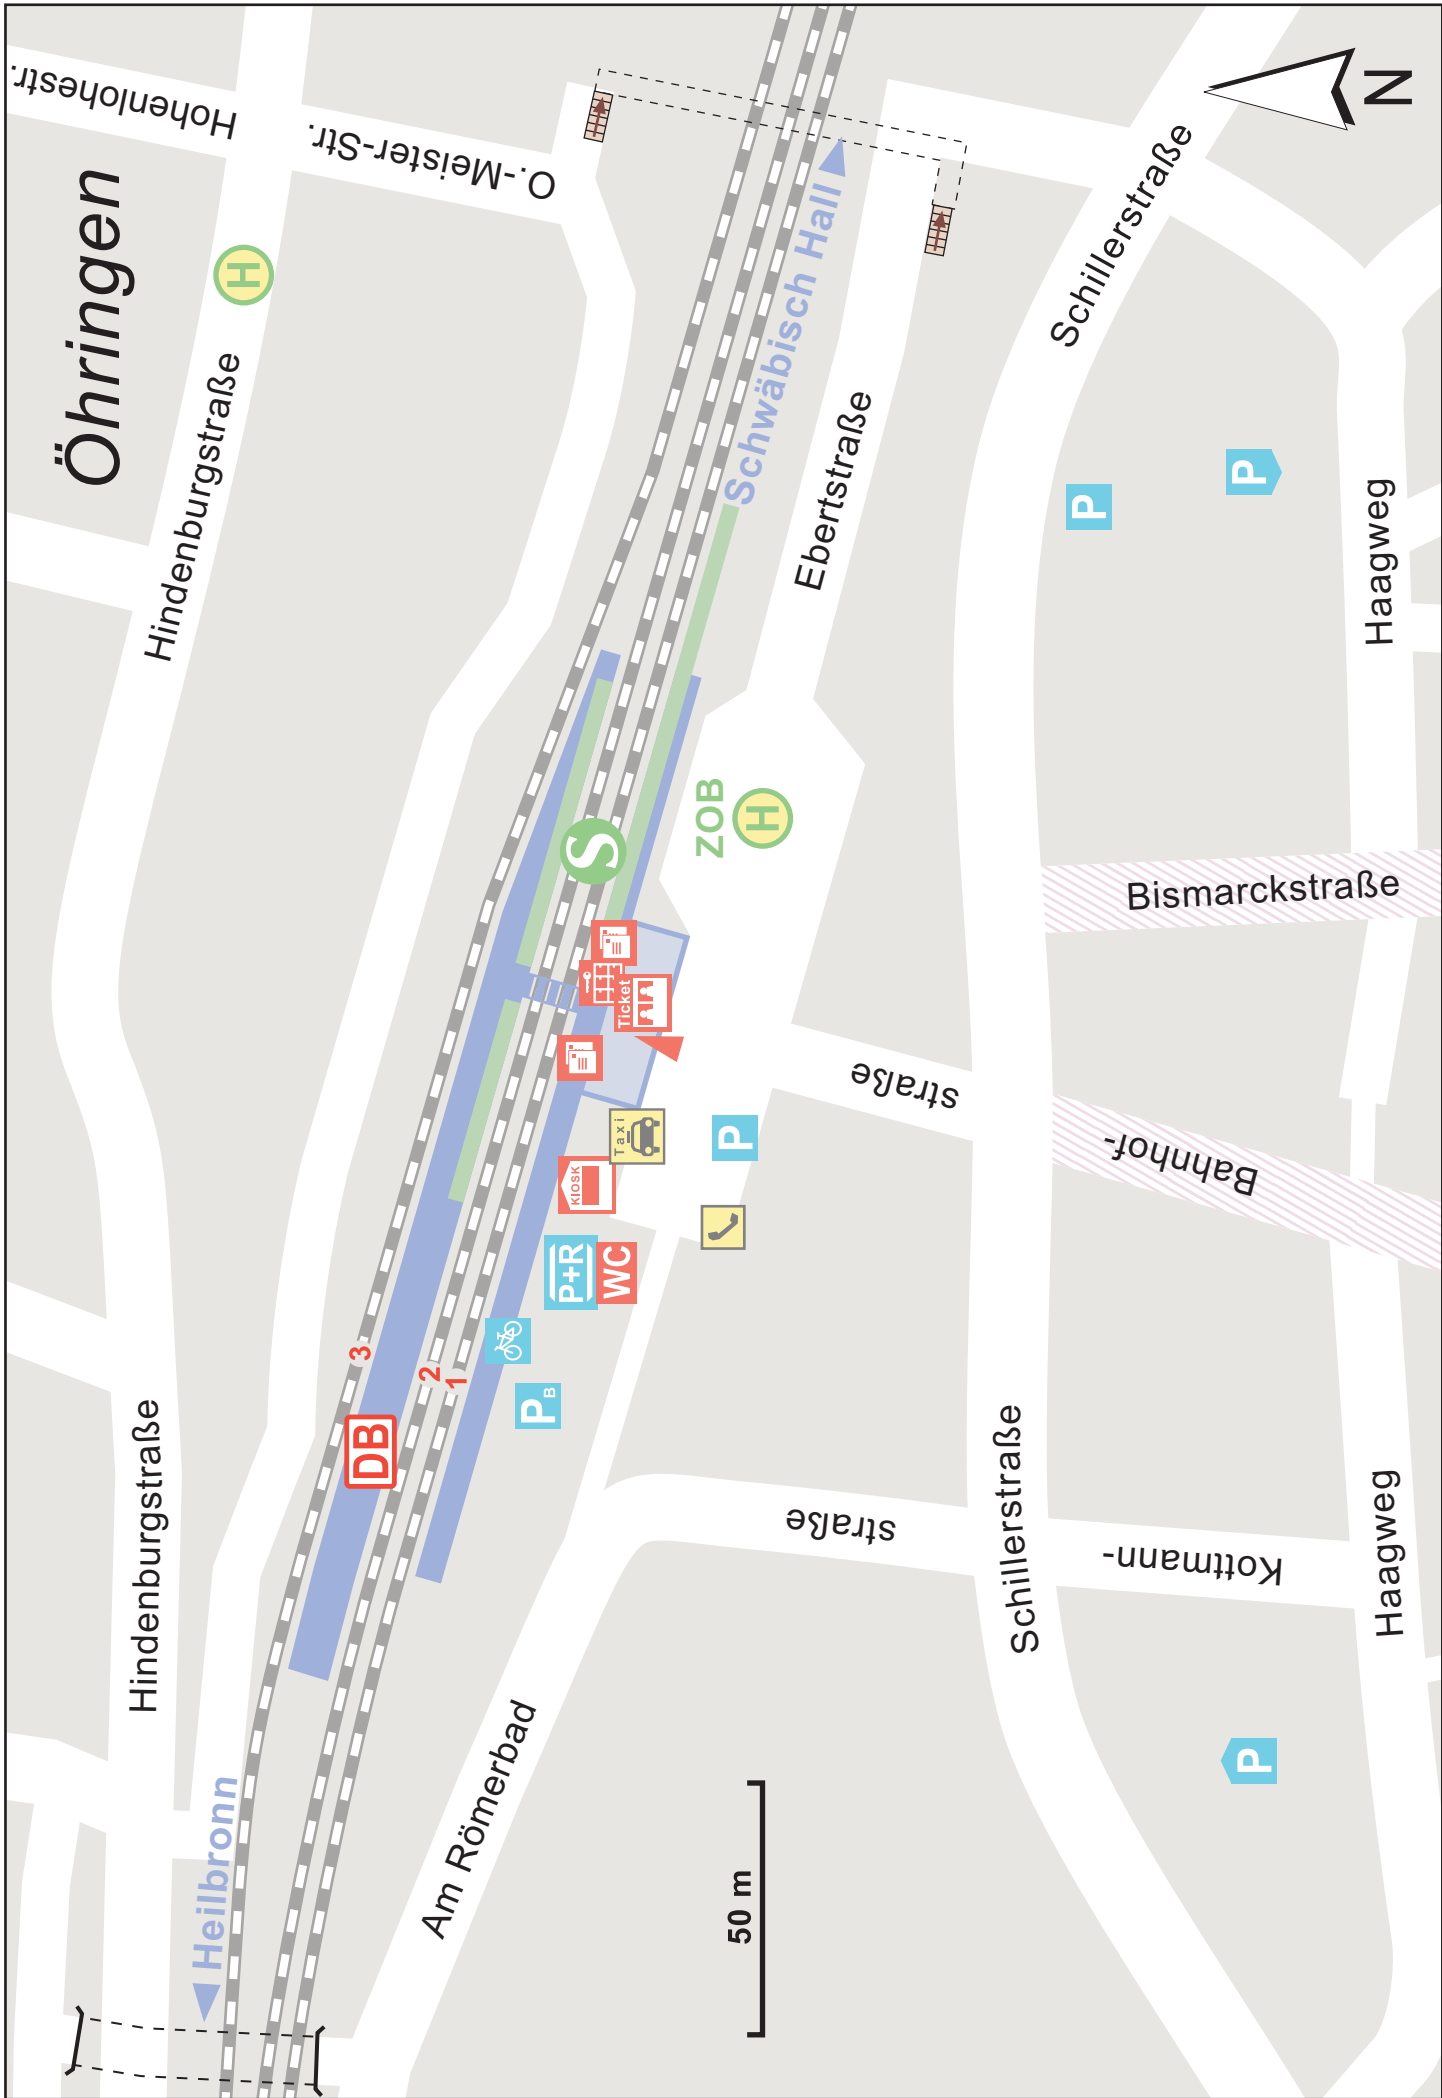 Öhringen
Hohenlohestr.
O.-Meister-Str.
H
Hindenburgstraße
Schwäbisch Hall
Ebertstraße
Schillerstraße
N
P
P
Haagweg
S
ZOB
H
Bismarckstraße
Ticket
Taxi
KIOSK
P
straße
Bahnhof-
P+R
WC
3
2
1
DB
PB
Hindenburgstraße
straße
Kottmann-
Schillerstraße
Haagweg
Heilbronn
Am Römerbad
50 m
P